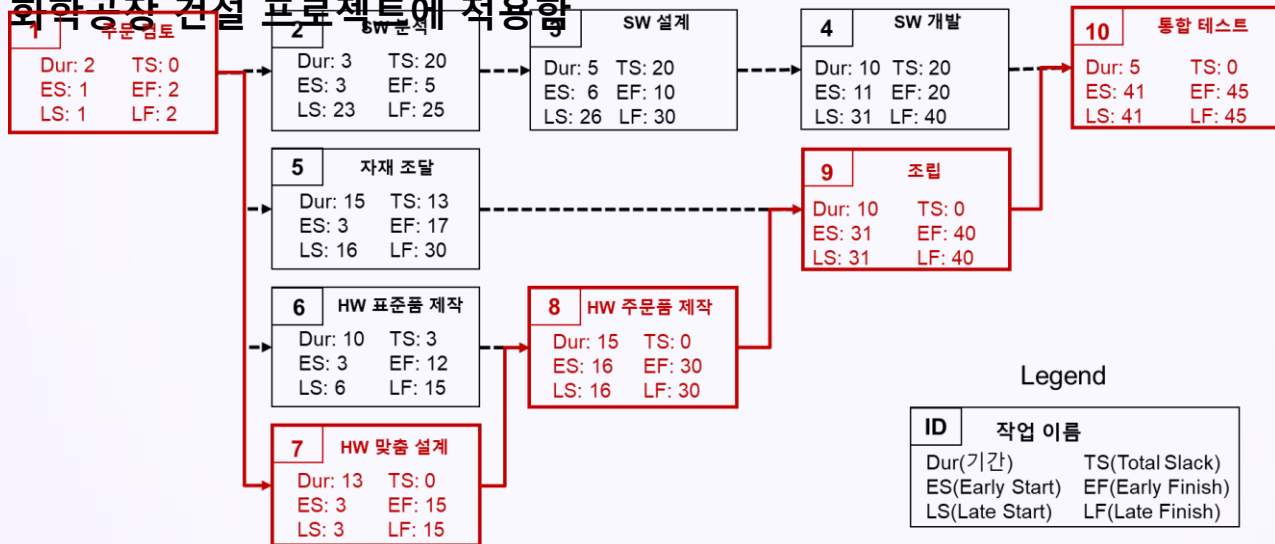 화학공장 건설 프로젝트에 적용함
1 주문 검토
Dur: 2 TS: 0
ES: 1 EF: 2
LS: 1 LF: 2
2 SW 분석
Dur: 3 TS: 20
ES: 3 EF: 5
LS: 23 LF: 25
3 SW 설계
Dur: 5 TS: 20
ES: 6 EF: 10
LS: 26 LF: 30
4 SW 개발
Dur: 10 TS: 20
ES: 11 EF: 20
LS: 31 LF: 40
10 통합 테스트
Dur: 5 TS: 0
ES: 41 EF: 45
LS: 41 LF: 45
5 자재 조달
Dur: 15 TS: 13
ES: 3 EF: 17
LS: 16 LF: 30
9 조립
Dur: 10 TS: 0
ES: 31 EF: 40
LS: 31 LF: 40
6 HW 표준품 제작
Dur: 10 TS: 3
ES: 3 EF: 12
LS: 6 LF: 15
8 HW 주문품 제작
Dur: 15 TS: 0
ES: 16 EF: 30
LS: 16 LF: 30
7 HW 맞춤 설계
Dur: 13 TS: 0
ES: 3 EF: 15
LS: 3 LF: 15
Legend
ID 작업 이름
Dur(기간) TS(Total Slack)
ES(Early Start) EF(Early Finish)
LS(Late Start) LF(Late Finish)